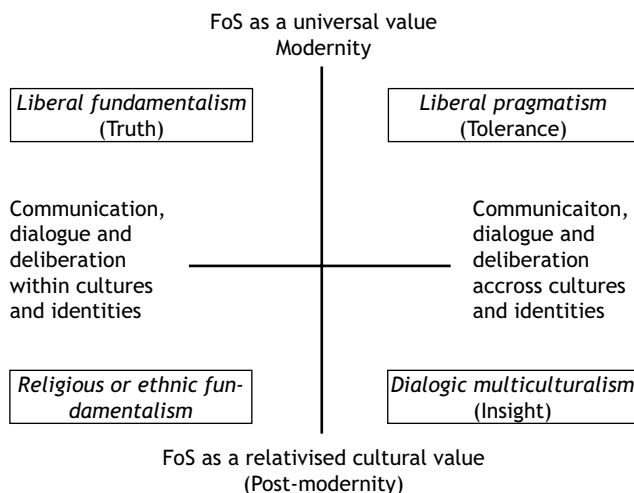 FoS as a universal value
Modernity
Liberal fundamentalism
(Truth)
Liberal pragmatism
(Tolerance)
Communication,
dialogue and
deliberation
within cultures
and identities
Communicaiton,
dialogue and
deliberation
accross cultures
and identities
Religious or ethnic fun-
damentalism
Dialogic multiculturalism
(Insight)
FoS as a relativised cultural value
(Post-modernity)